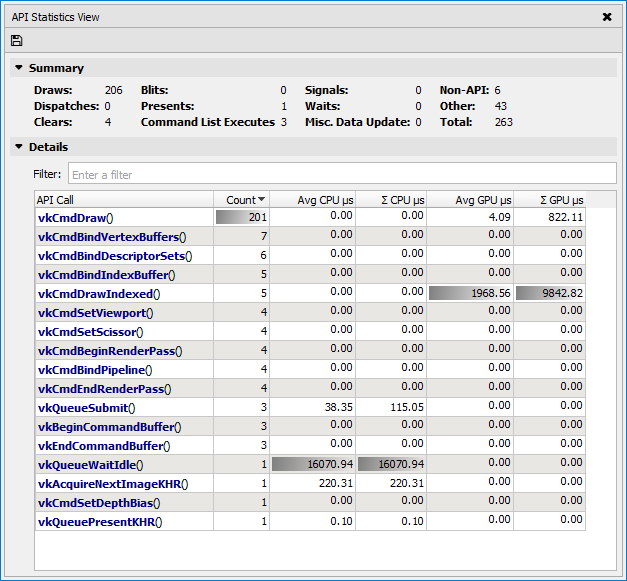 API Statistics View
Summary
Draws: 206 Blits: 0 Signals: 0 Non-API: 6
Dispatches: 0 Presents: 1 Waits: 0 Other: 43
Clears: 4 Command List Executes 3 Misc. Data Update: 0 Total: 263
Details
Filter: Enter a filter
API Call Count Avg CPU µs Σ CPU µs Avg GPU µs Σ GPU µs
vkCmdDraw() 201 0.00 0.00 4.09 822.11
vkCmdBindVertexBuffers() 7 0.00 0.00 0.00 0.00
vkCmdBindDescriptorSets() 6 0.00 0.00 0.00 0.00
vkCmdBindIndexBuffer() 5 0.00 0.00 0.00 0.00
vkCmdDrawIndexed() 5 0.00 0.00 1968.56 9842.82
vkCmdSetViewport() 4 0.00 0.00 0.00 0.00
vkCmdSetScissor() 4 0.00 0.00 0.00 0.00
vkCmdBeginRenderPass() 4 0.00 0.00 0.00 0.00
vkCmdBindPipeline() 4 0.00 0.00 0.00 0.00
vkCmdEndRenderPass() 4 0.00 0.00 0.00 0.00
vkQueueSubmit() 3 38.35 115.05 0.00 0.00
vkBeginCommandBuffer() 3 0.00 0.00 0.00 0.00
vkEndCommandBuffer() 3 0.00 0.00 0.00 0.00
vkQueueWaitIdle() 1 16070.94 16070.94 0.00 0.00
vkAcquireNextImageKHR() 1 220.31 220.31 0.00 0.00
vkCmdSetDepthBias() 1 0.00 0.00 0.00 0.00
vkQueuePresentKHR() 1 0.10 0.10 0.00 0.00